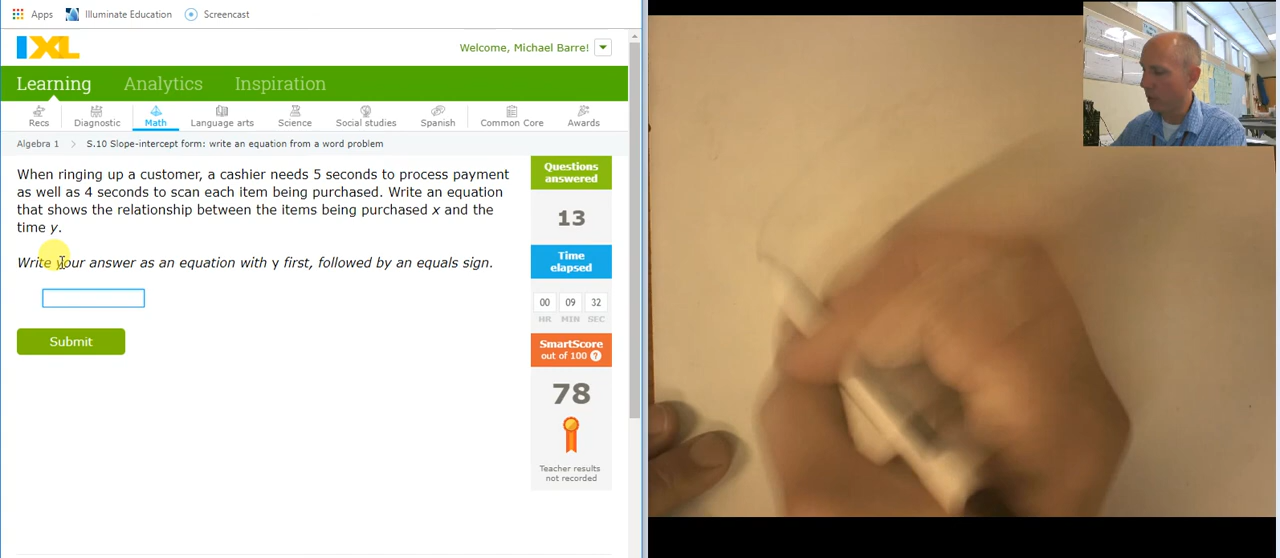 Apps Illuminate Education Screencast
IXL Welcome, Michael Barre!
Learning Analytics Inspiration
Recs Diagnostic Math Language arts Science Social studies Spanish Common Core Awards
Algebra 1 S.10 Slope-intercept form: write an equation from a word problem
When ringing up a customer, a cashier needs 5 seconds to process payment
as well as 4 seconds to scan each item being purchased. Write an equation
that shows the relationship between the items being purchased x and the
time y.
Write your answer as an equation with y first, followed by an equals sign.
Submit
Questions
answered
13
Time
elapsed
00 09 32
HR MIN SEC
SmartScore
out of 100 ?
78
Teacher results
not recorded